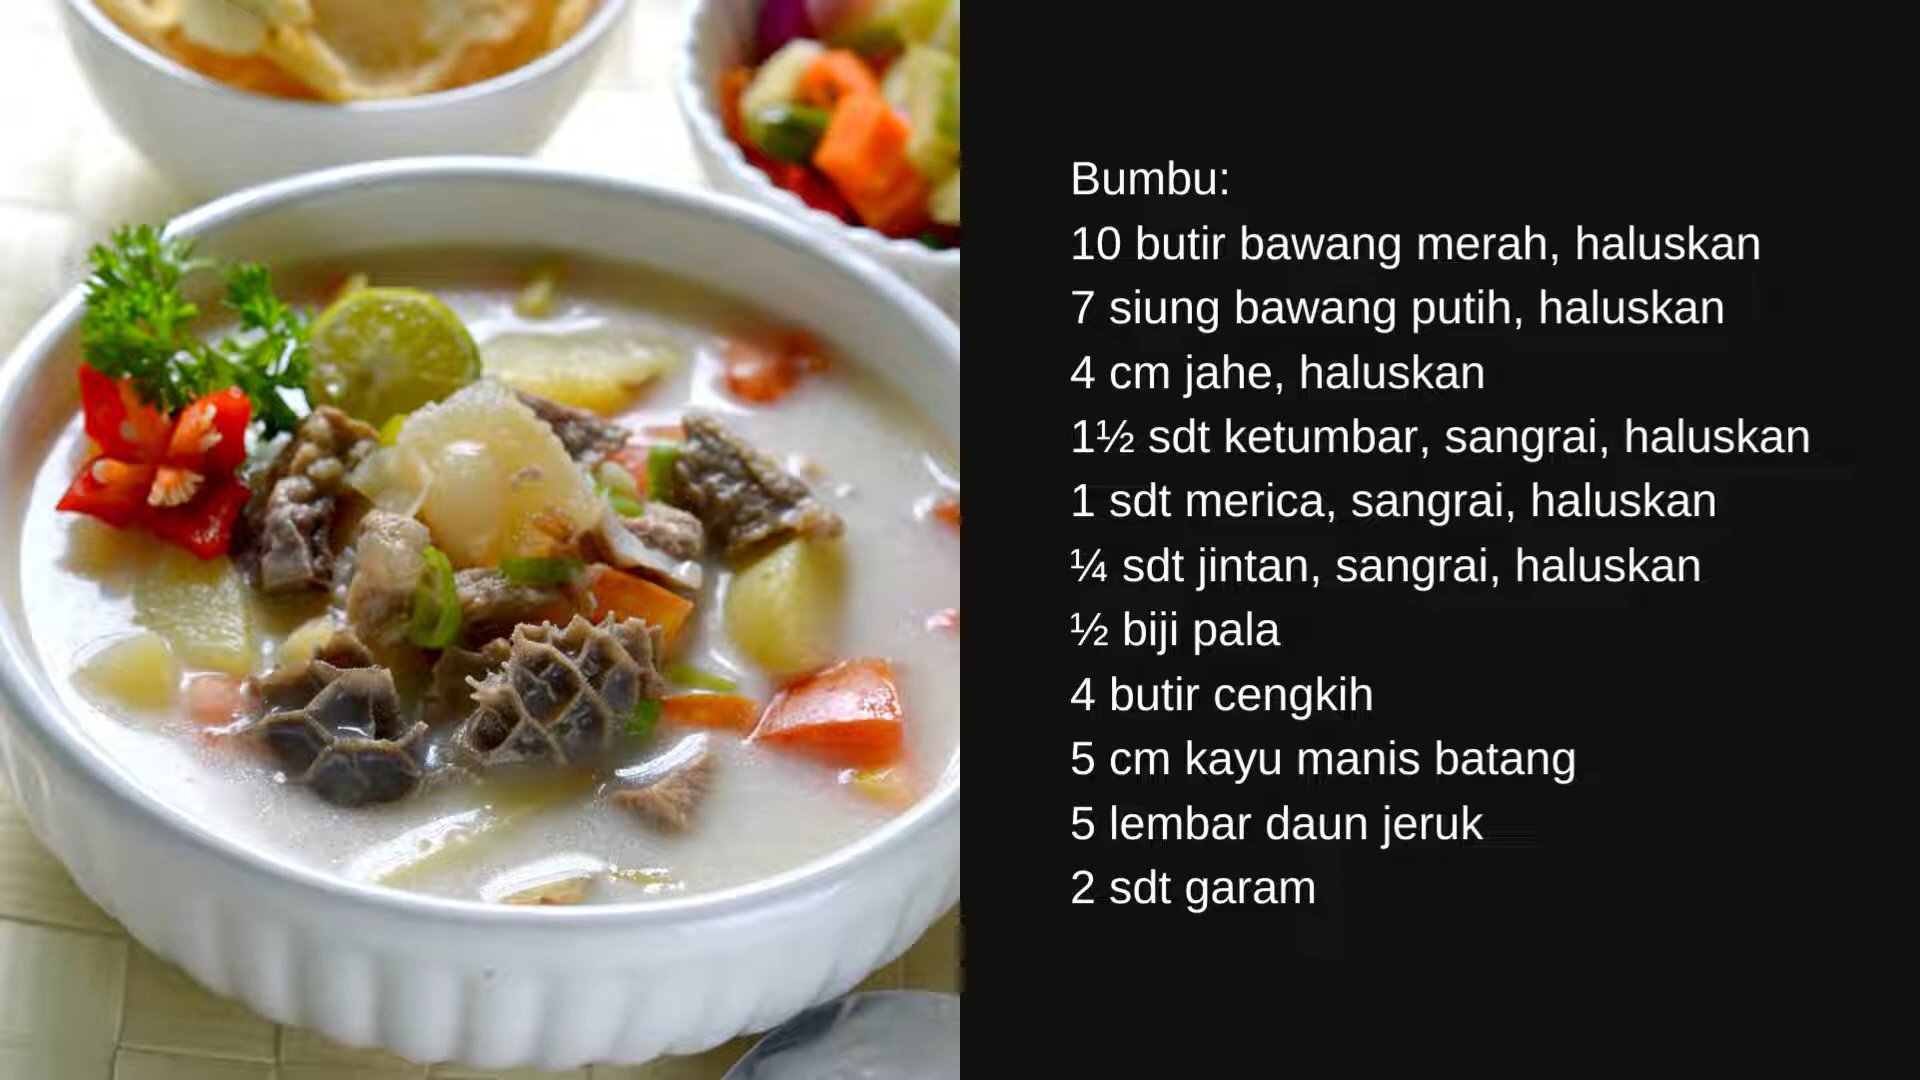 Bumbu:
10 butir bawang merah, haluskan
7 siung bawang putih, haluskan
4 cm jahe, haluskan
1½ sdt ketumbar, sangrai, haluskan
1 sdt merica, sangrai, haluskan
¼ sdt jintan, sangrai, haluskan
½ biji pala
4 butir cengkih
5 cm kayu manis batang
5 lembar daun jeruk
2 sdt garam